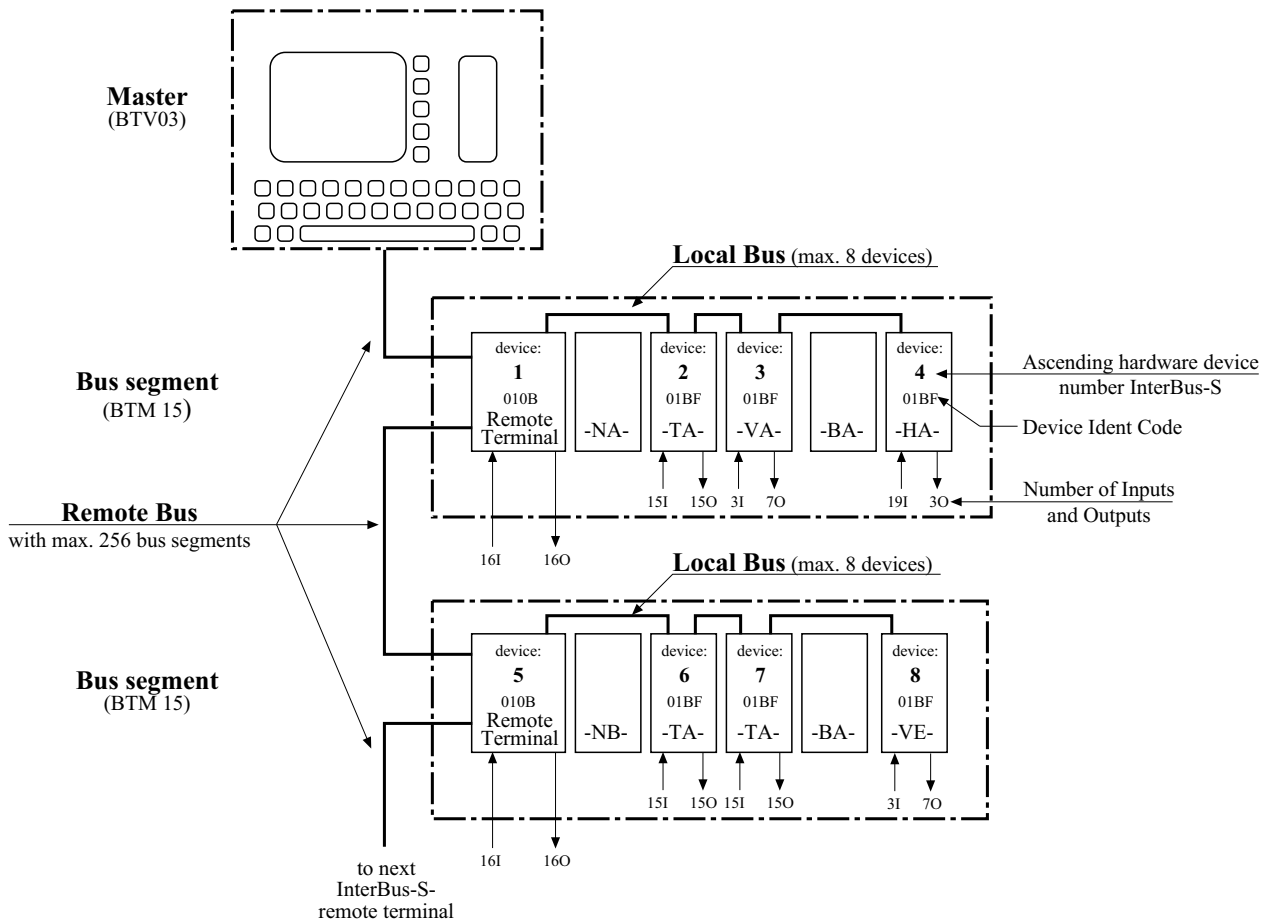 Master
(BTV03)
Local Bus (max. 8 devices)
Bus segment
(BTM 15)
device:
1
010B
Remote
Terminal
-NA-
device:
2
01BF
-TA-
device:
3
01BF
-VA-
-BA-
device:
4
01BF
-HA-
Ascending hardware device
number InterBus-S
Device Ident Code
Number of Inputs
and Outputs
16I
16O
15I
15O
3I
7O
19I
3O
Remote Bus
with max. 256 bus segments
Local Bus (max. 8 devices)
Bus segment
(BTM 15)
device:
5
010B
Remote
Terminal
-NB-
device:
6
01BF
-TA-
device:
7
01BF
-TA-
-BA-
device:
8
01BF
-VE-
16I
16O
15I
15O
15I
15O
3I
7O
to next
InterBus-S-
remote terminal